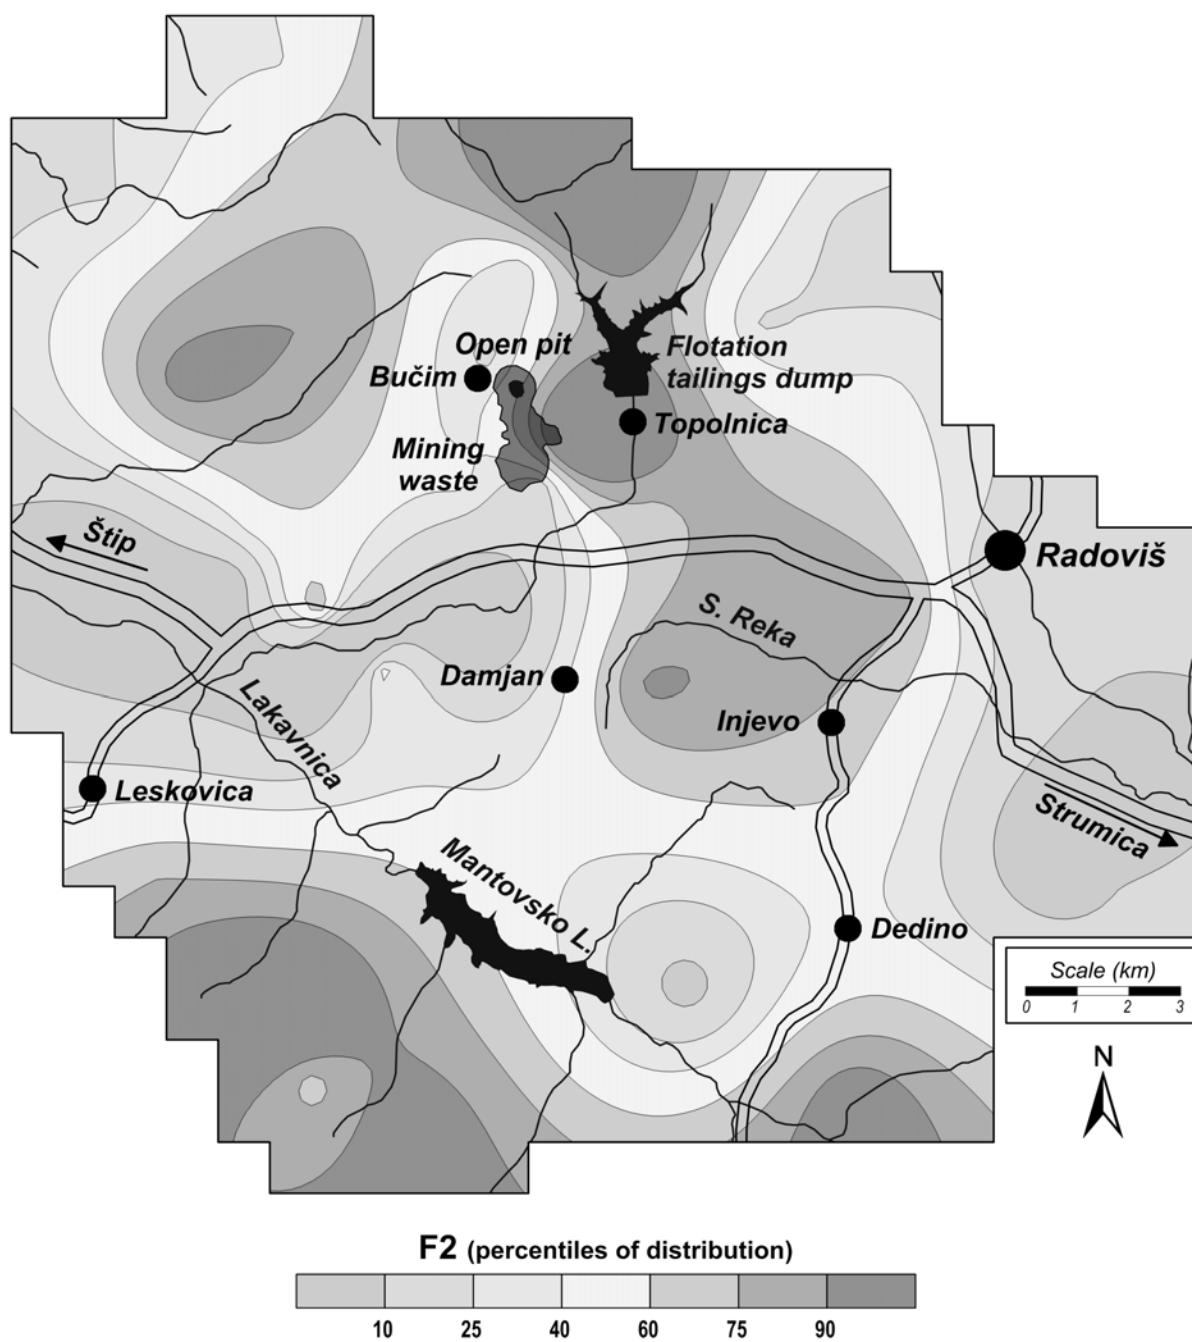 Open pit
Bučim
Flotation
tailings dump
Topolnica
Mining
waste
Štip
Radoviš
S. Reka
Damjan
Injevo
Lakavnica
Leskovica
Strumica
Mantovsko L.
Dedino
Scale (km)
0 1 2 3
N
F2 (percentiles of distribution)
10 25 40 60 75 90